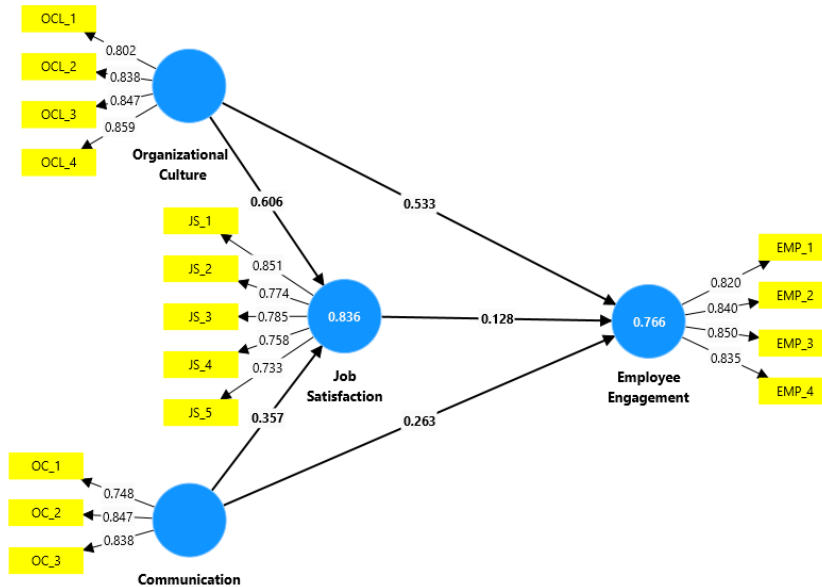 OCL_1
0.802
OCL_2
0.838
OCL_3
0.847
0.859
OCL_4
Organizational
Culture
0.606
0.533
JS_1
0.851
JS_2
0.774
JS_3
0.785
JS_4
0.758
0.733
JS_5
0.836
Job
Satisfaction
0.128
0.357
0.263
EMP_1
0.820
EMP_2
0.840
EMP_3
0.850
0.835
EMP_4
0.766
Employee
Engagement
OC_1
0.748
OC_2
0.847
0.838
OC_3
Communication